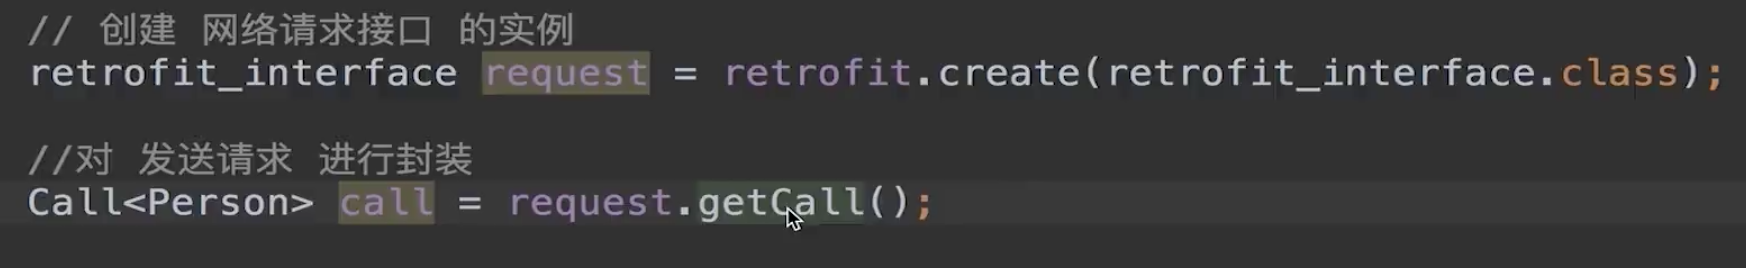 // 创建 网络请求接口 的实例
retrofit_interface request = retrofit.create(retrofit_interface.class);
//对 发送请求 进行封装
Call<Person> call = request.getCall();